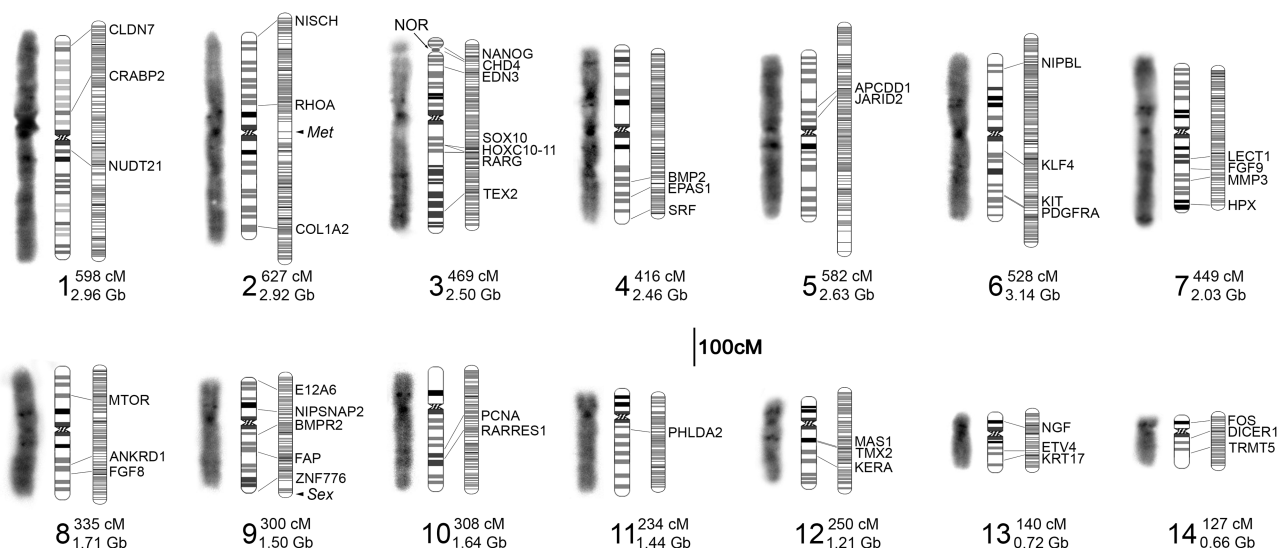 CLDN7
CRABP2
NUDT21
1 598 cM
2.96 Gb
NISCH
RHOA
◄ Met
COL1A2
2 627 cM
2.92 Gb
NOR
NANOG
CHD4
EDN3
SOX10
HOXC10-11
RARG
TEX2
3 469 cM
2.50 Gb
BMP2
EPAS1
SRF
4 416 cM
2.46 Gb
APCDD1
JARID2
5 582 cM
2.63 Gb
NIPBL
KLF4
KIT
PDGFRA
6 528 cM
3.14 Gb
LECT1
FGF9
MMP3
HPX
7 449 cM
2.03 Gb
100cM
MTOR
ANKRD1
FGF8
8 335 cM
1.71 Gb
E12A6
NIPSNAP2
BMPR2
FAP
ZNF776
◄ Sex
9 300 cM
1.50 Gb
PCNA
RARRES1
10 308 cM
1.64 Gb
PHLDA2
11 234 cM
1.44 Gb
MAS1
TMX2
KERA
12 250 cM
1.21 Gb
NGF
ETV4
KRT17
13 140 cM
0.72 Gb
FOS
DICER1
TRMT5
14 127 cM
0.66 Gb